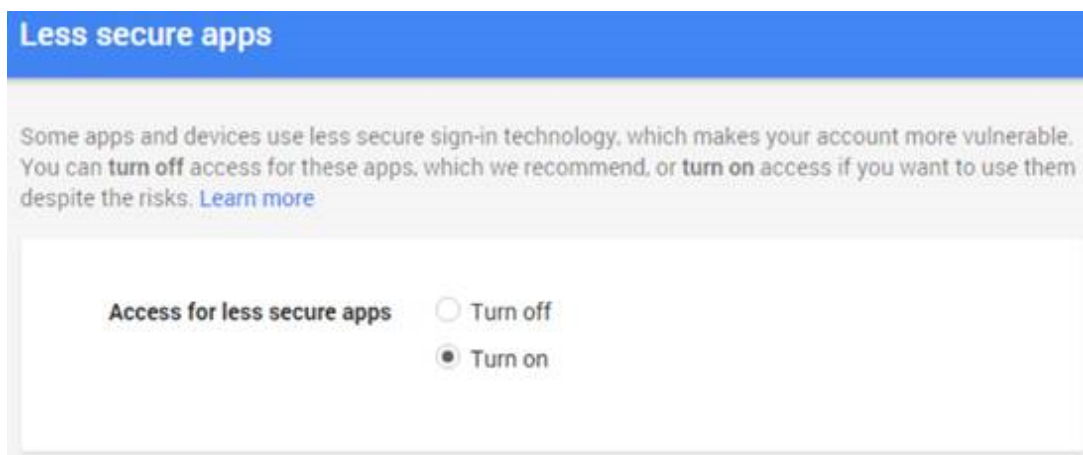 Less secure apps
Some apps and devices use less secure sign-in technology, which makes your account more vulnerable.
You can turn off access for these apps, which we recommend, or turn on access if you want to use them
despite the risks. Learn more
Access for less secure apps
Turn off
Turn on